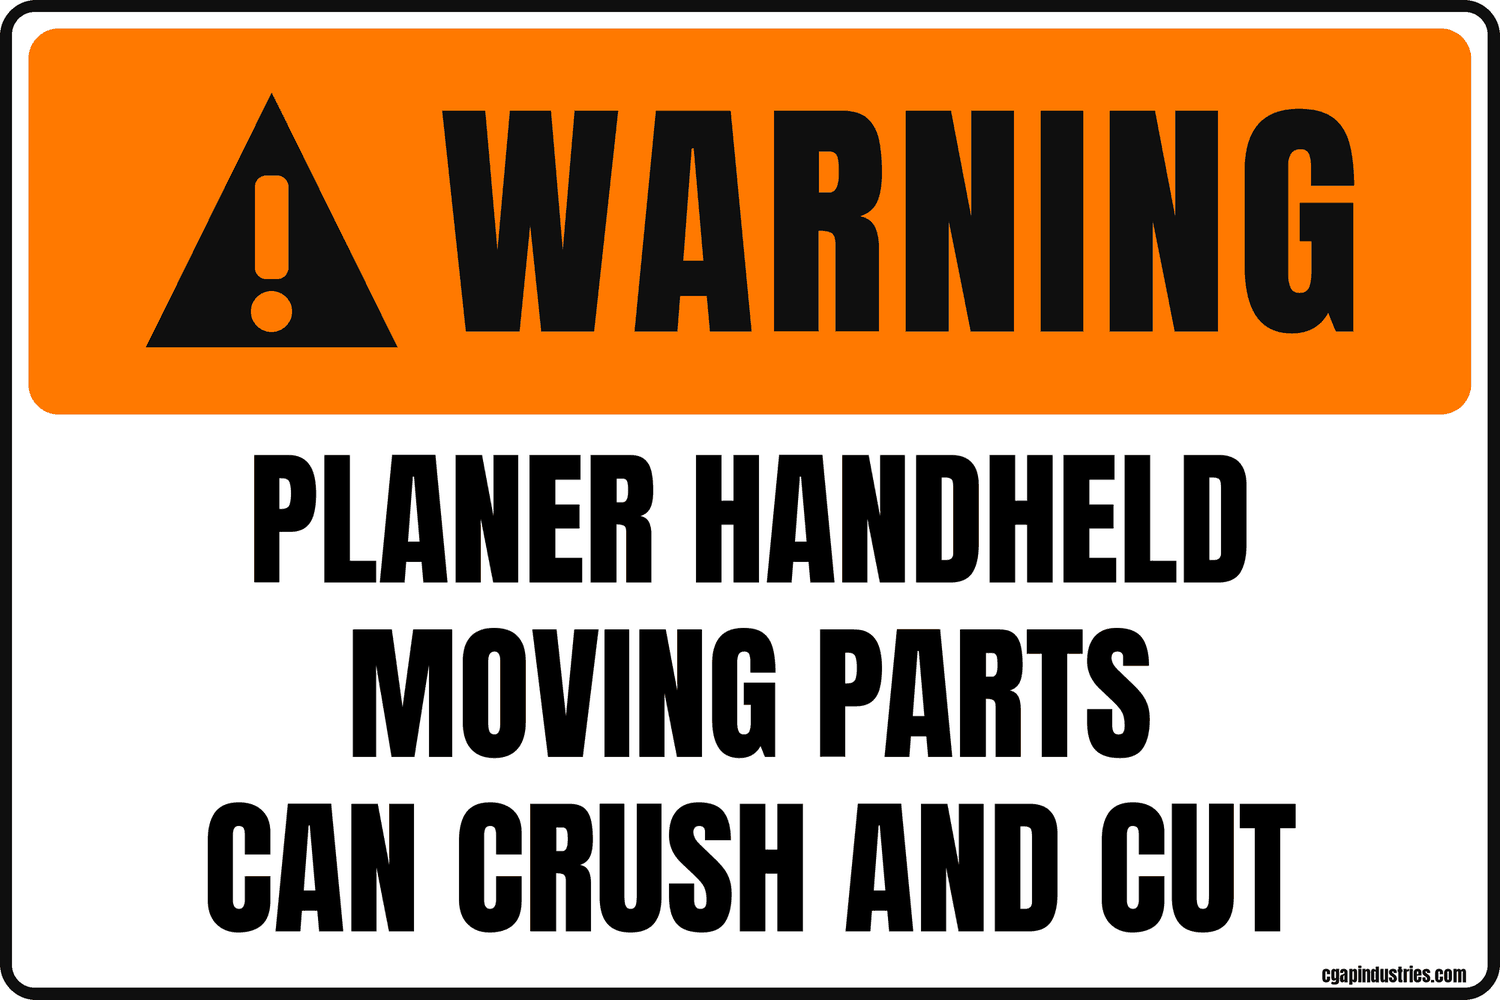 WARNING
PLANER HANDHELD
MOVING PARTS
CAN CRUSH AND CUT
cgapindustries.com